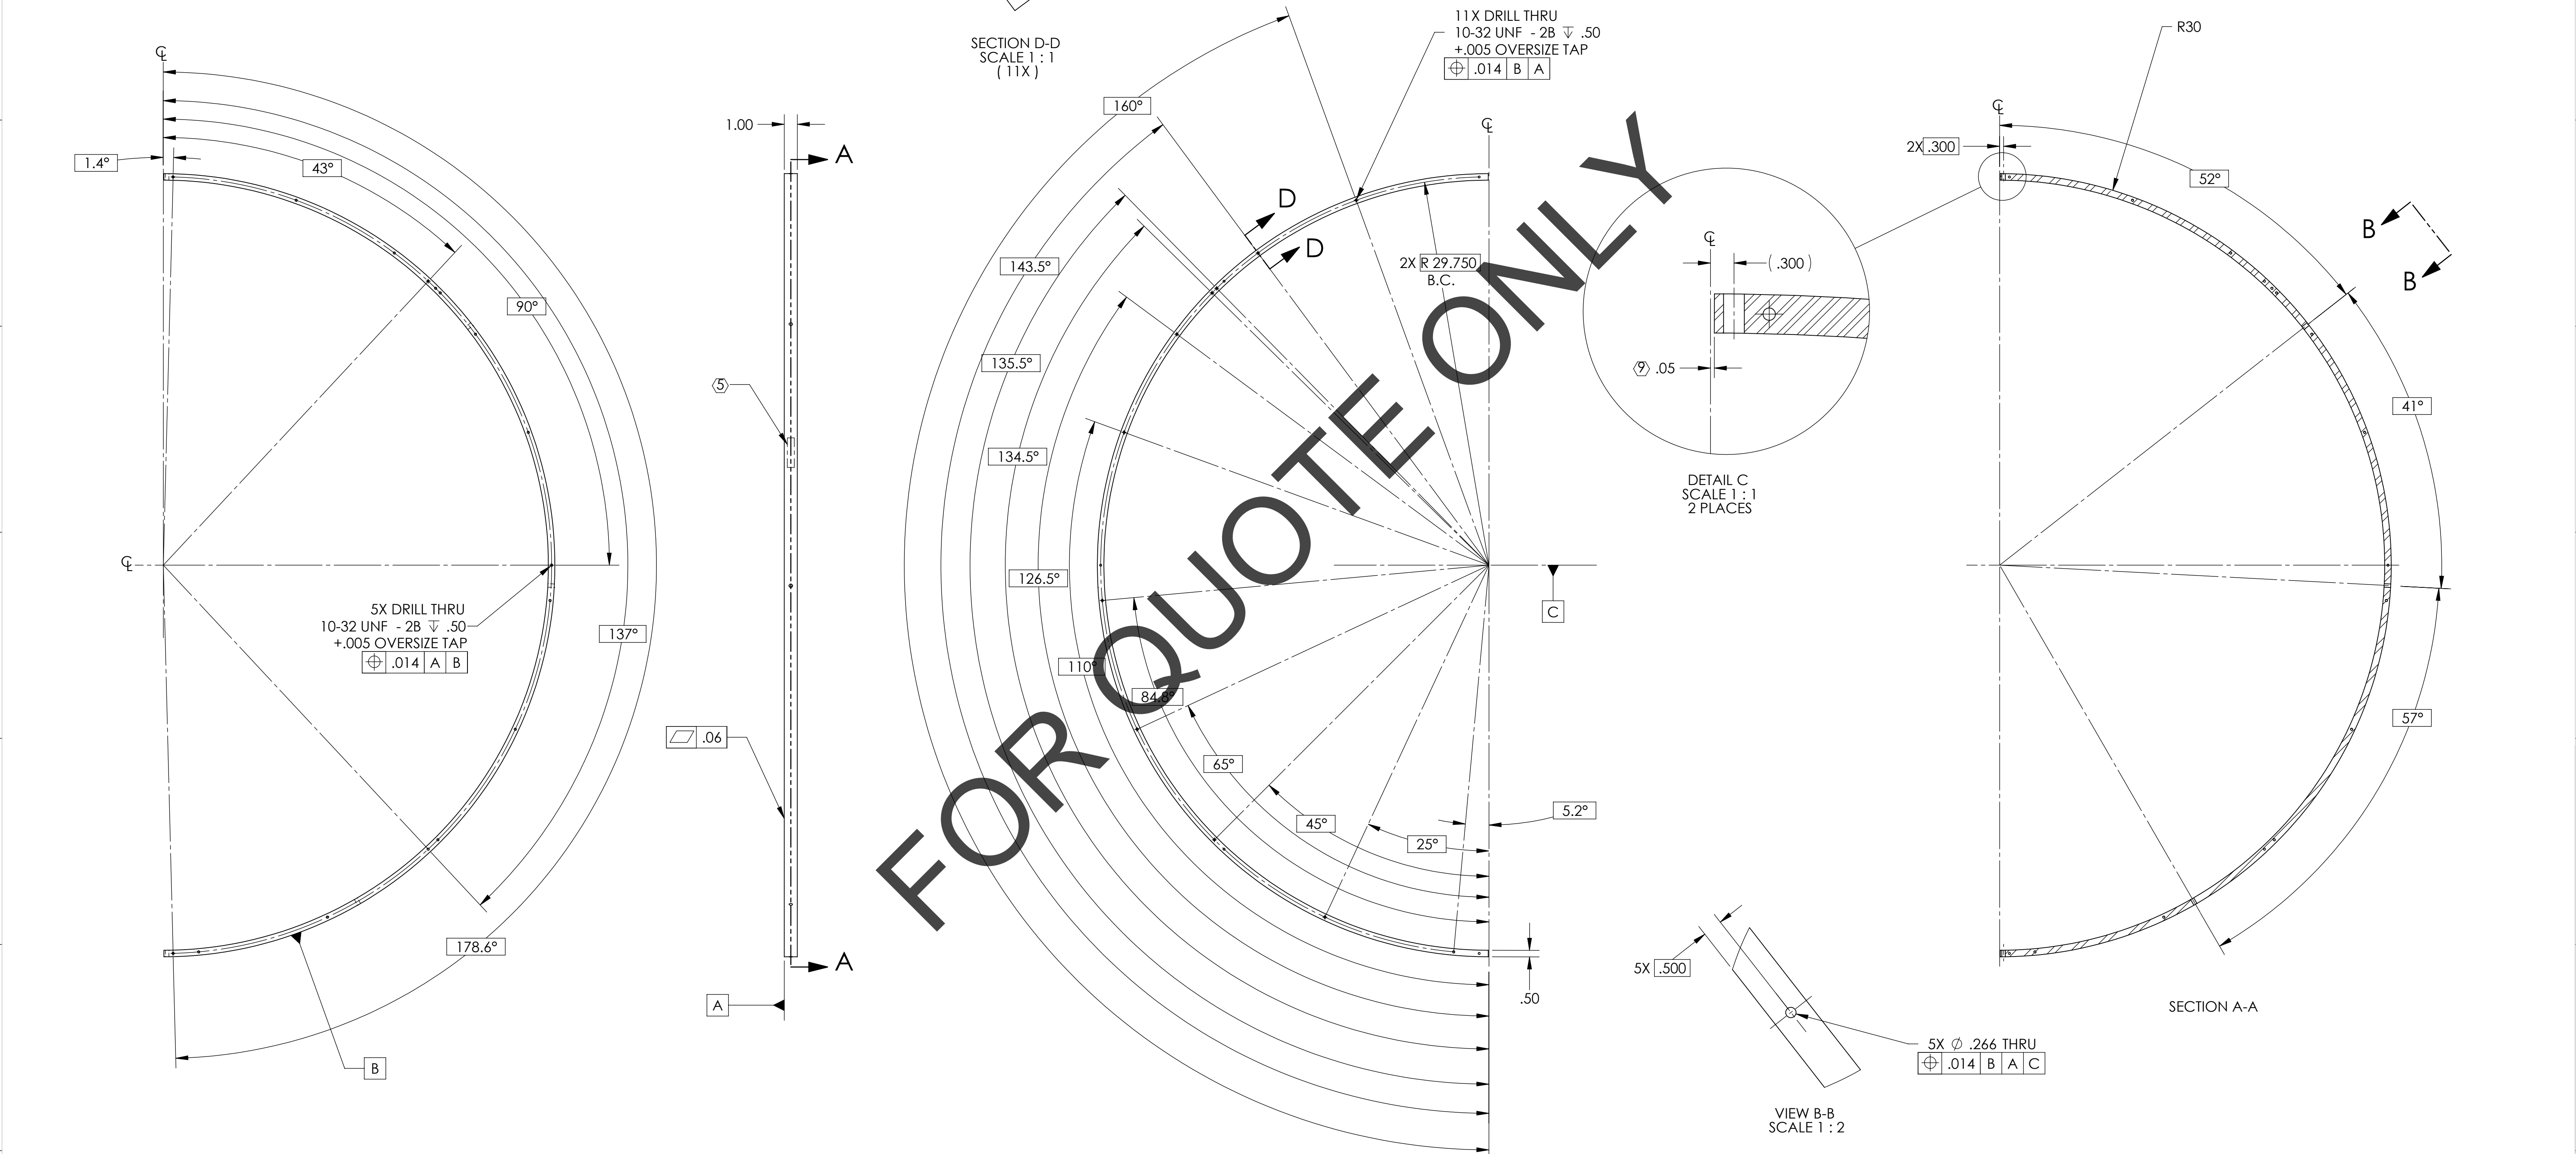 SECTION D-D
SCALE 1 : 1
( 11X )
℄
1.4°
43°
90°
137°
178.6°
℄
5X DRILL THRU
10-32 UNF - 2B ↧ .50
+.005 OVERSIZE TAP
⌖ .014 A B
B
1.00
A
5
⏥ .06
A
A
11X DRILL THRU
10-32 UNF - 2B ↧ .50
+.005 OVERSIZE TAP
⌖ .014 B A
℄
160°
D
D
143.5°
135.5°
134.5°
126.5°
110°
84.8°
65°
45°
25°
5.2°
2X R 29.750
B.C.
C
.50
FOR QUOTE ONLY
℄
( .300 )
9 .05
DETAIL C
SCALE 1 : 1
2 PLACES
R30
℄
2X .300
52°
B
B
41°
57°
SECTION A-A
5X .500
5X ∅ .266 THRU
⌖ .014 B A C
VIEW B-B
SCALE 1 : 2